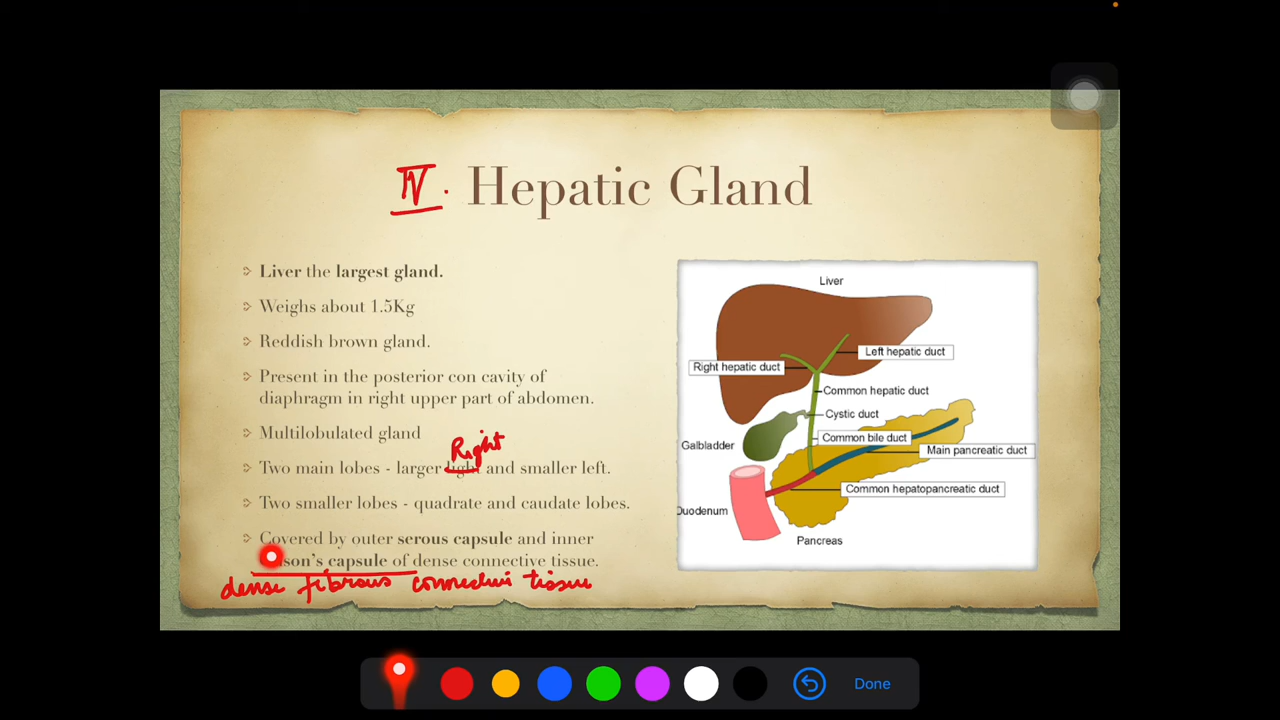 IV. Hepatic Gland
Liver the largest gland.
Weighs about 1.5Kg
Reddish brown gland.
Present in the posterior con cavity of
diaphragm in right upper part of abdomen.
Multilobulated gland
Right
Two main lobes - larger and smaller left.
Two smaller lobes - quadrate and caudate lobes.
Covered by outer serous capsule and inner
son's capsule of dense connective tissue.
dense fibrous connective tissue
Liver
Left hepatic duct
Right hepatic duct
Common hepatic duct
Cystic duct
Common bile duct
Galbladder
Main pancreatic duct
Common hepatopancreatic duct
Duodenum
Pancreas
Done